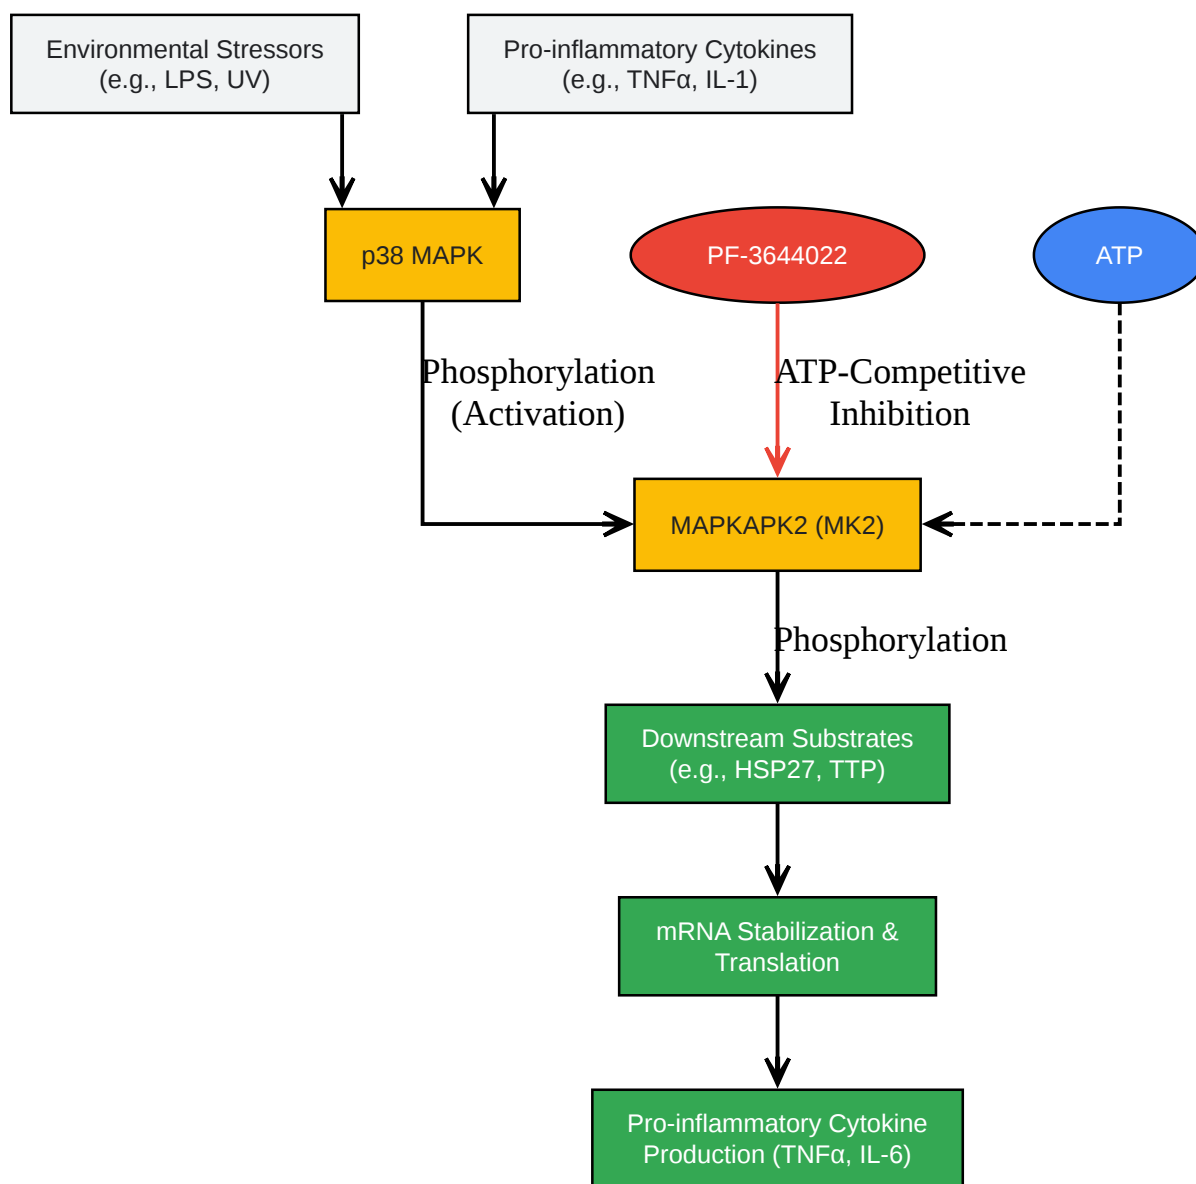 Environmental Stressors
(e.g., LPS, UV)
Pro-inflammatory Cytokines
(e.g., TNFα, IL-1)
p38 MAPK
PF-3644022
ATP
Phosphorylation
(Activation)
ATP-Competitive
Inhibition
MAPKAPK2 (MK2)
Phosphorylation
Downstream Substrates
(e.g., HSP27, TTP)
mRNA Stabilization &
Translation
Pro-inflammatory Cytokine
Production (TNFα, IL-6)